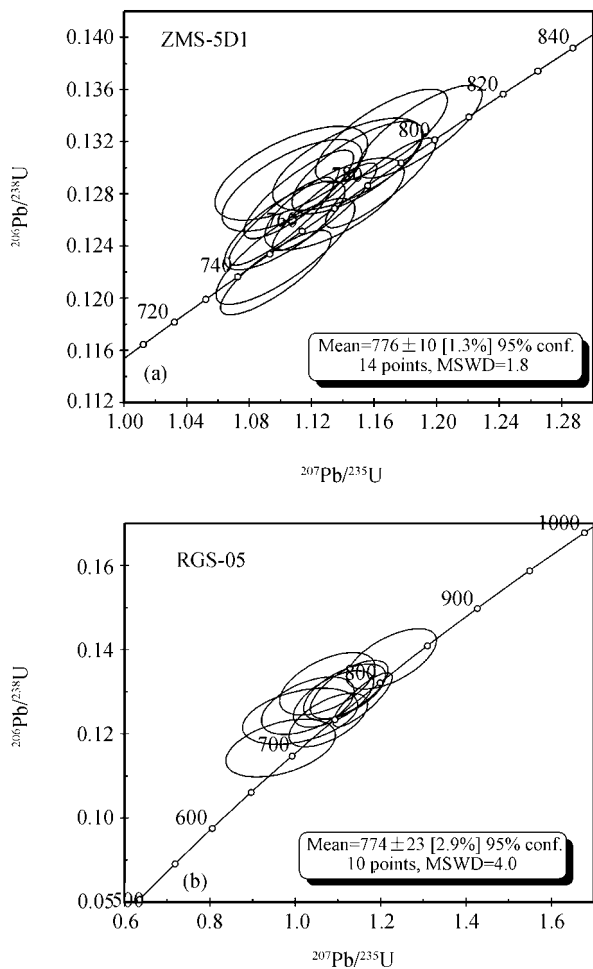 0.140
ZMS-5D1
840
0.136
820
0.132
800
0.128
780
0.124
760
740
0.120
720
0.116
0.112
²⁰⁶Pb/²³⁸U
Mean=776±10 [1.3%] 95% conf.
14 points, MSWD=1.8
(a)
1.00 1.04 1.08 1.12 1.16 1.20 1.24 1.28
²⁰⁷Pb/²³⁵U
1000
RGS-05
0.16
900
0.14
800
0.12
700
0.10
600
²⁰⁶Pb/²³⁸U
Mean=774±23 [2.9%] 95% conf.
10 points, MSWD=4.0
(b)
0.6 0.8 1.0 1.2 1.4 1.6
²⁰⁷Pb/²³⁵U